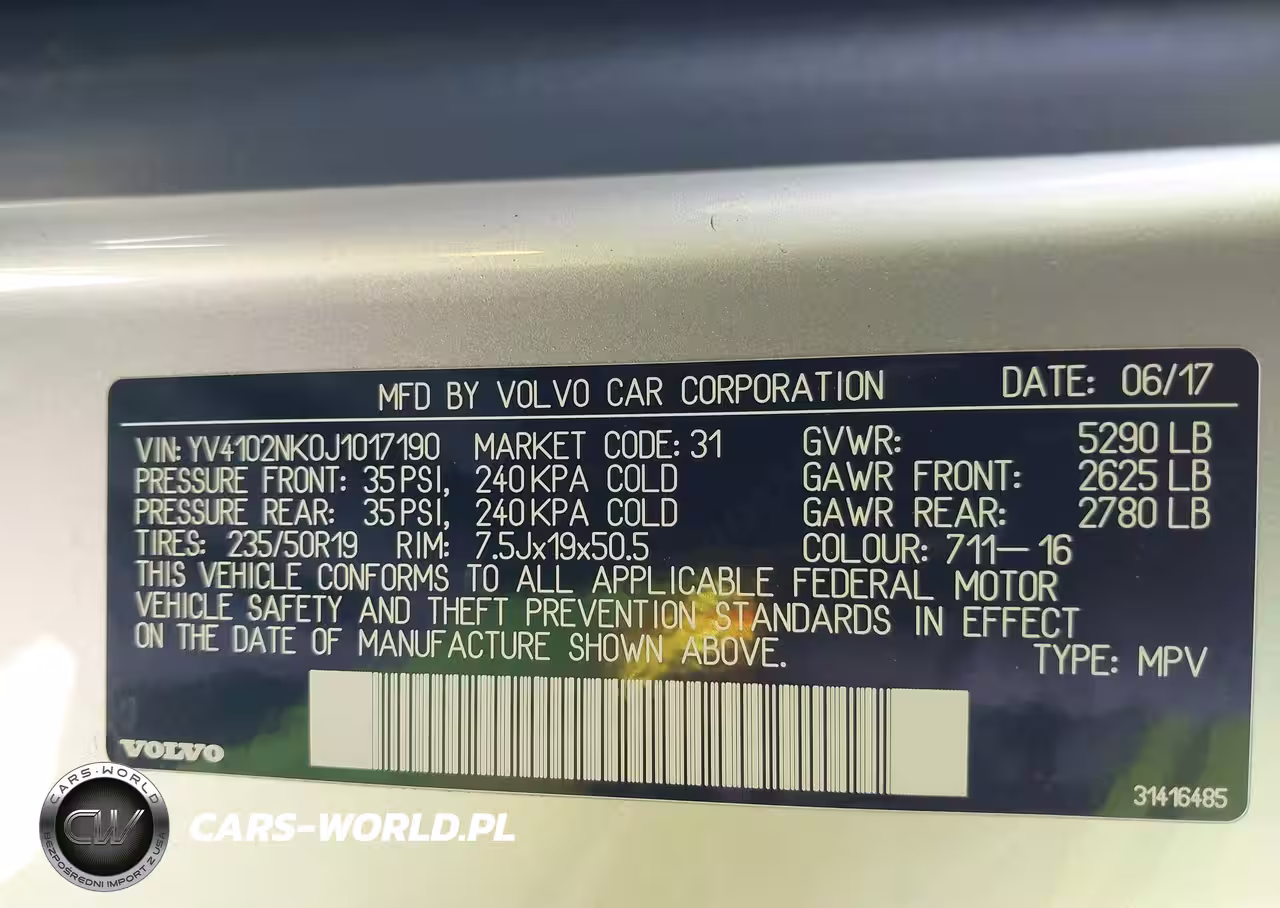 MFD BY VOLVO CAR CORPORATION DATE: 06/17
VIN: YV4102NK0J1017190 MARKET CODE: 31 GVWR: 5290 LB
PRESSURE FRONT: 35 PSI, 240 KPA COLD GAWR FRONT: 2625 LB
PRESSURE REAR: 35 PSI, 240 KPA COLD GAWR REAR: 2780 LB
TIRES: 235/50R19 RIM: 7.5Jx19x50.5 COLOUR: 711-16
THIS VEHICLE CONFORMS TO ALL APPLICABLE FEDERAL MOTOR
VEHICLE SAFETY AND THEFT PREVENTION STANDARDS IN EFFECT
ON THE DATE OF MANUFACTURE SHOWN ABOVE. TYPE: MPV
VOLVO
31416485
CARS-WORLD
CW
BEZPOŚREDNI IMPORT Z USA
CARS-WORLD.PL